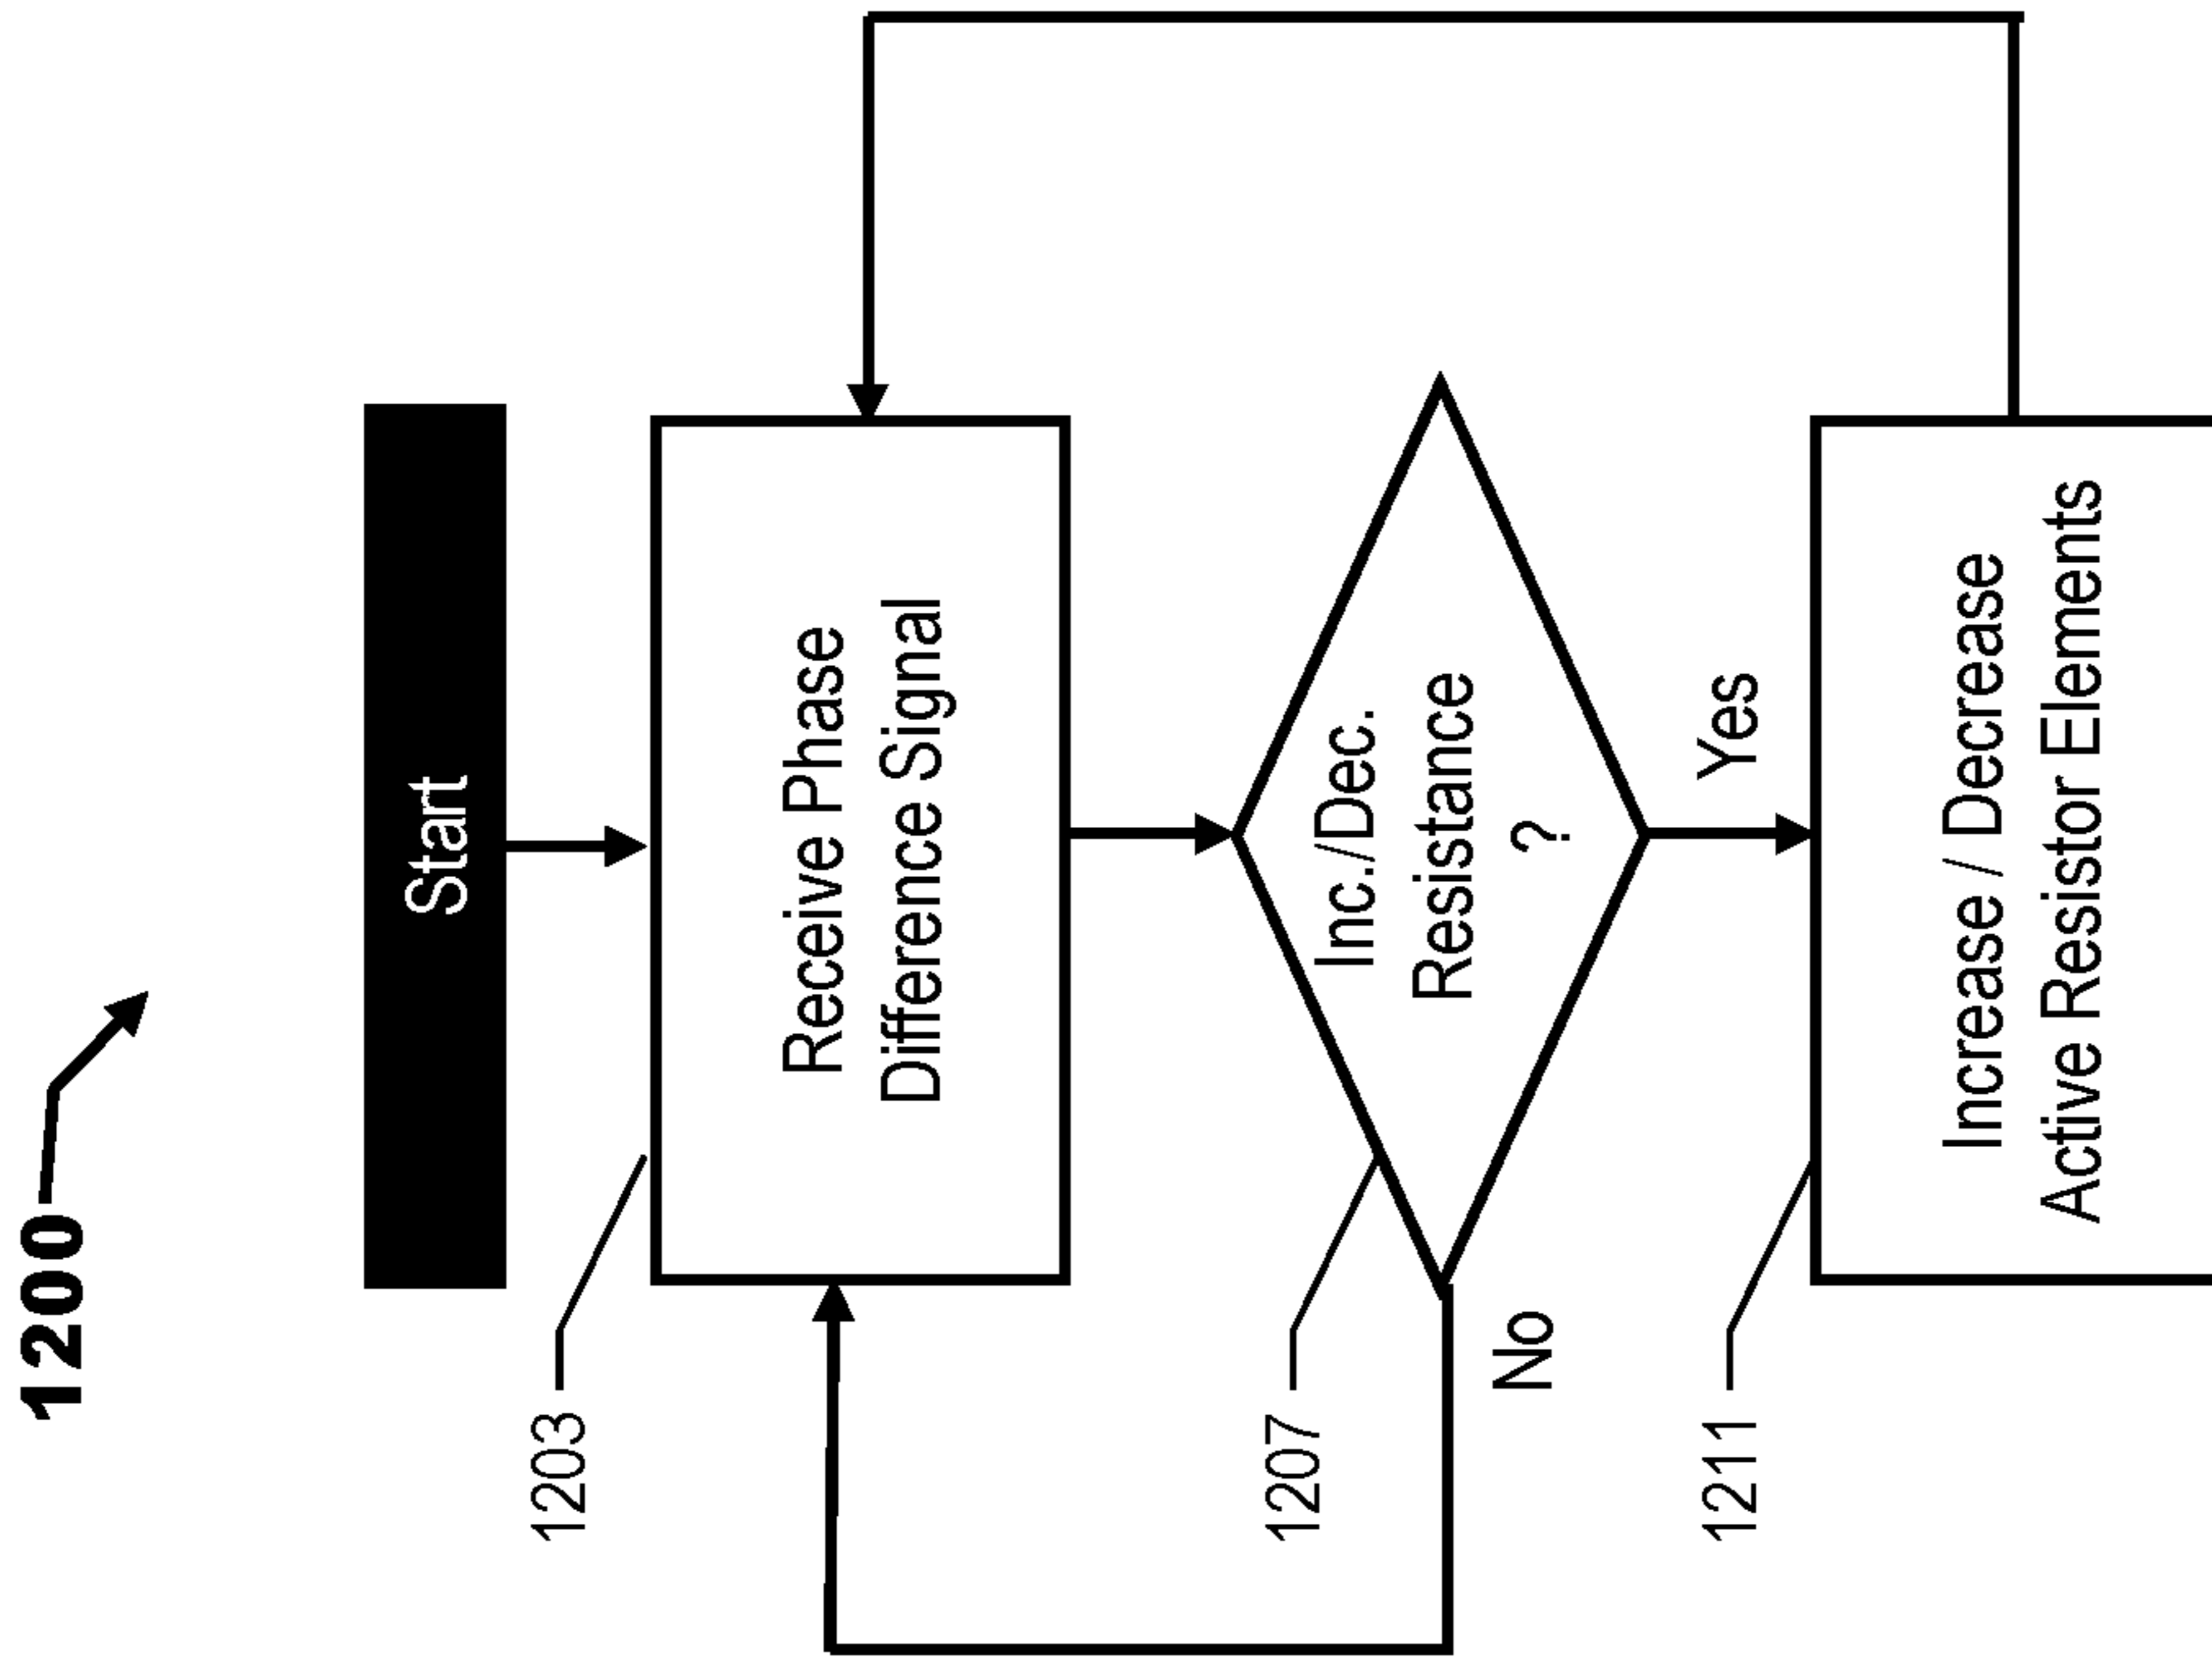 1200
Start
1203
Receive Phase
Difference Signal
1207
Inc./Dec.
Resistance
?
No
Yes
1211
Increase / Decrease
Active Resistor Elements